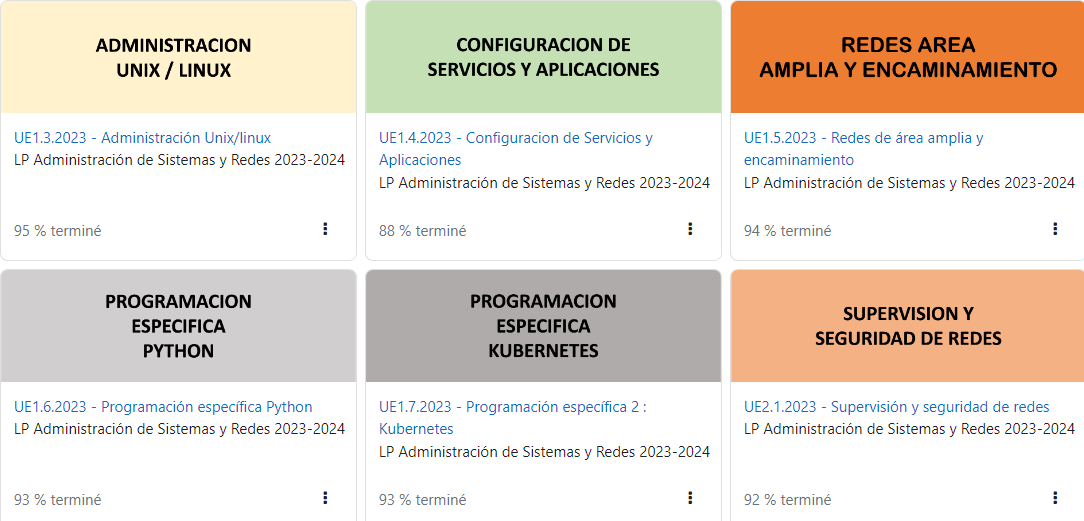 ADMINISTRACION
UNIX / LINUX
UE1.3.2023 - Administración Unix/linux
LP Administración de Sistemas y Redes 2023-2024
95 % terminé
CONFIGURACION DE
SERVICIOS Y APLICACIONES
UE1.4.2023 - Configuracion de Servicios y
Aplicaciones
LP Administración de Sistemas y Redes 2023-2024
88 % terminé
REDES AREA
AMPLIA Y ENCAMINAMIENTO
UE1.5.2023 - Redes de área amplia y
encaminamiento
LP Administración de Sistemas y Redes 2023-2024
94 % terminé
PROGRAMACION
ESPECIFICA
PYTHON
UE1.6.2023 - Programación específica Python
LP Administración de Sistemas y Redes 2023-2024
93 % terminé
PROGRAMACION
ESPECIFICA
KUBERNETES
UE1.7.2023 - Programación específica 2 :
Kubernetes
LP Administración de Sistemas y Redes 2023-2024
93 % terminé
SUPERVISION Y
SEGURIDAD DE REDES
UE2.1.2023 - Supervisión y seguridad de redes
LP Administración de Sistemas y Redes 2023-2024
92 % terminé